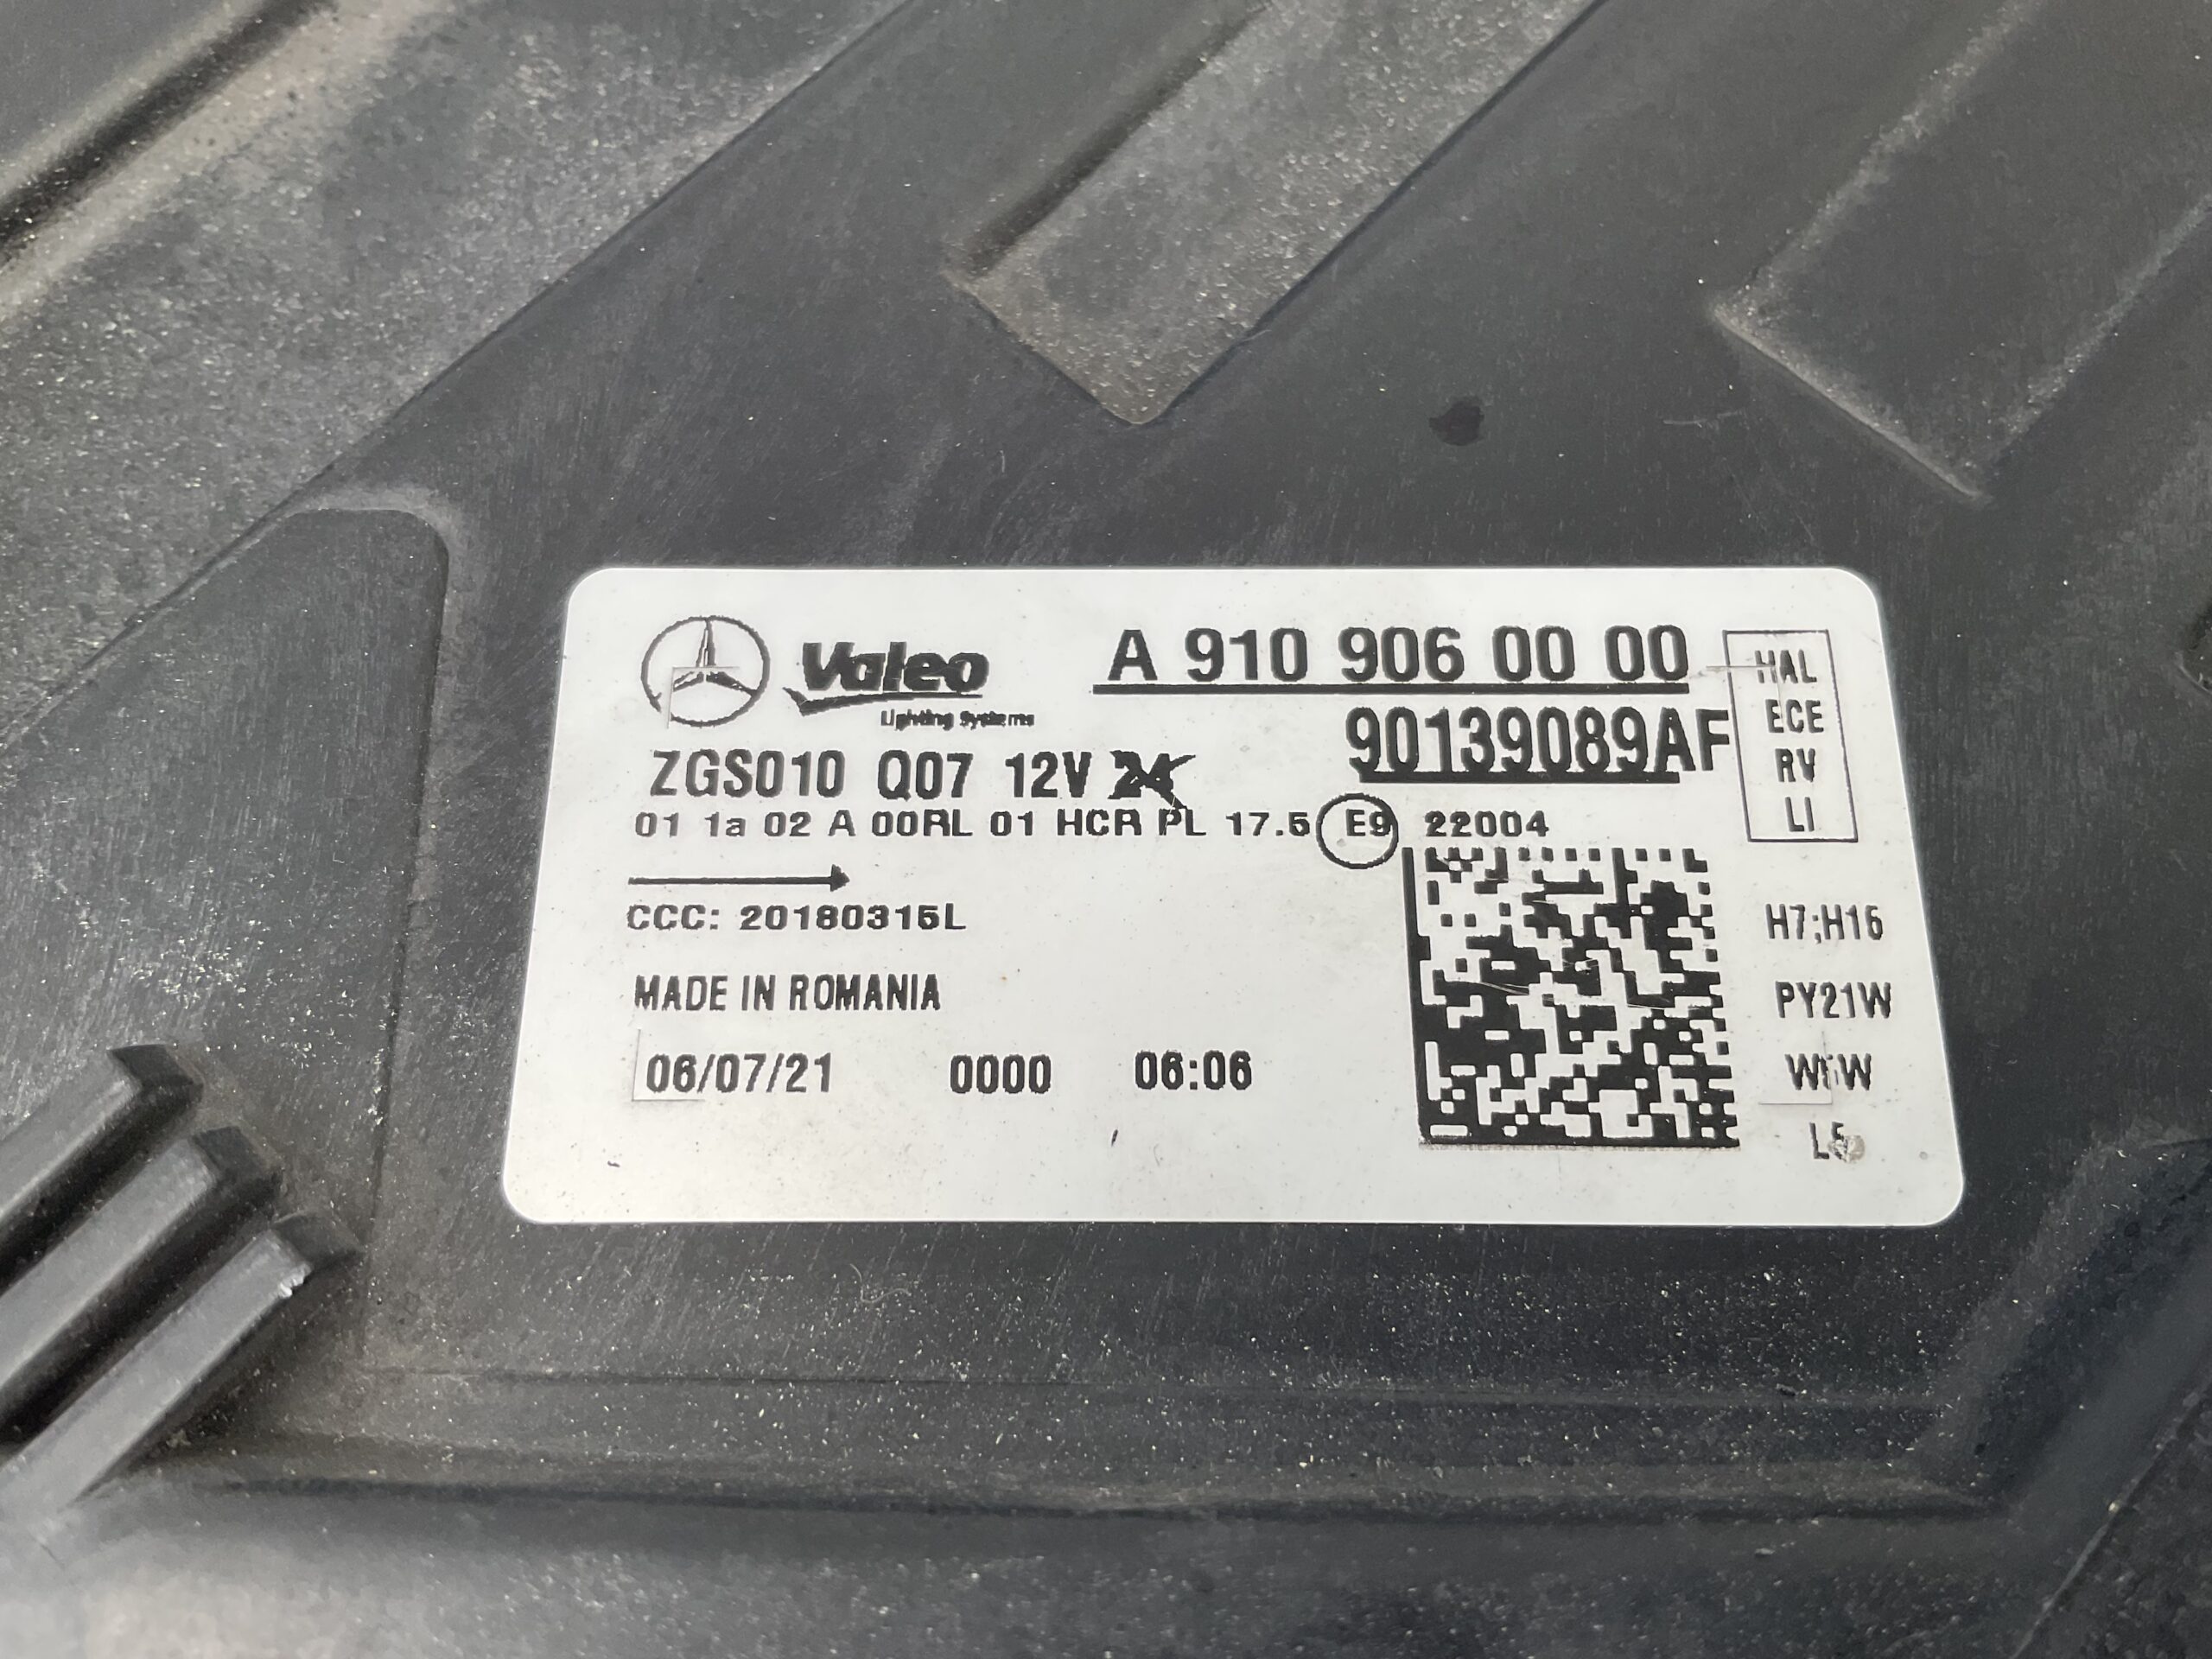 Valeo
Lighting Systems
A 910 906 00 00
90139089AF
HAL
ECE
RV
LI
ZGS010 Q07 12V 24
01 1a 02 A 00RL 01 HCR PL 17.5 E9 22004
CCC: 20180315L
MADE IN ROMANIA
06/07/21 0000 06:06
H7;H15
PY21W
W5W